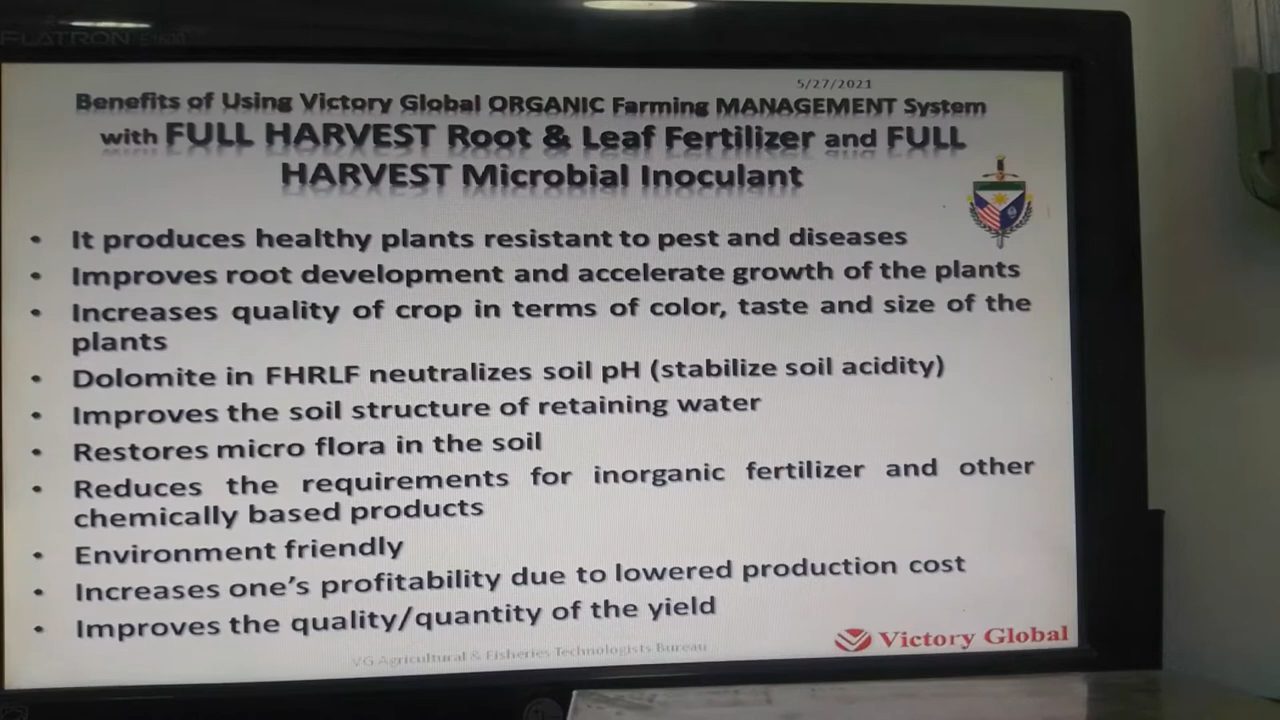 FLATRON E1600
5/27/2021
Benefits of Using Victory Global ORGANIC Farming MANAGEMENT System
with FULL HARVEST Root & Leaf Fertilizer and FULL
HARVEST Microbial Inoculant
• It produces healthy plants resistant to pest and diseases
• Improves root development and accelerate growth of the plants
• Increases quality of crop in terms of color, taste and size of the
plants
• Dolomite in FHRLF neutralizes soil pH (stabilize soil acidity)
• Improves the soil structure of retaining water
• Restores micro flora in the soil
• Reduces the requirements for inorganic fertilizer and other
chemically based products
• Environment friendly
• Increases one's profitability due to lowered production cost
• Improves the quality/quantity of the yield
VG Agricultural & Fisheries Technologists Bureau
Victory Global